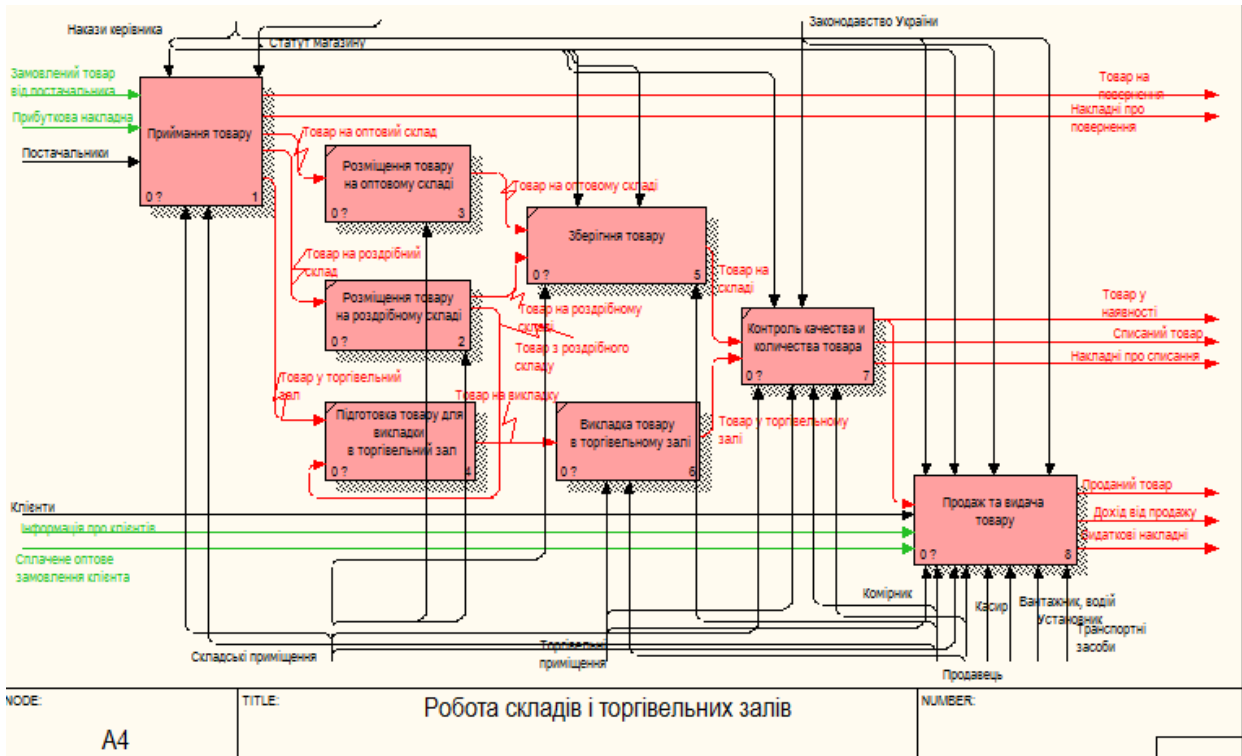 Накази керівника
Статут магазину
Законодавство України
Замовлений товар
від постачальника
Прибуткова накладна
Постачальники
Приймання товару
0 ?
1
Товар на
повернення
Накладні про
повернення
Товар на оптовий склад
Розміщення товару
на оптовому складі
0 ?
3
Товар на оптовому складі
Зберігння товару
0 ?
5
Товар на роздрібний
склад
Розміщення товару
на роздрібному складі
0 ?
2
Товар на роздрібному
складі
Товар з роздрібного
складу
Товар на
складі
Контроль качества и
количества товара
0 ?
7
Товар у
наявності
Списаний товар
Накладні про списання
Товар у торгівельний
зал
Підготовка товару для
викладки
в торгівельний зал
0 ?
4
Товар на викладку
Викладка товару
в торгівельному залі
0 ?
6
Товар у торгівельному
залі
Продаж та видача
товару
0 ?
8
Проданий товар
Дохід від продажу
Видаткові накладні
Клієнти
Інформація про клієнтів
Сплачене оптове
замовлення клієнта
Складські приміщення
Торгівельні
приміщення
Комірник
Касир
Вантажник, водій
Установник
Транспортні
засоби
Продавець
NODE:
A4
TITLE:
Робота складів і торгівельних залів
NUMBER: